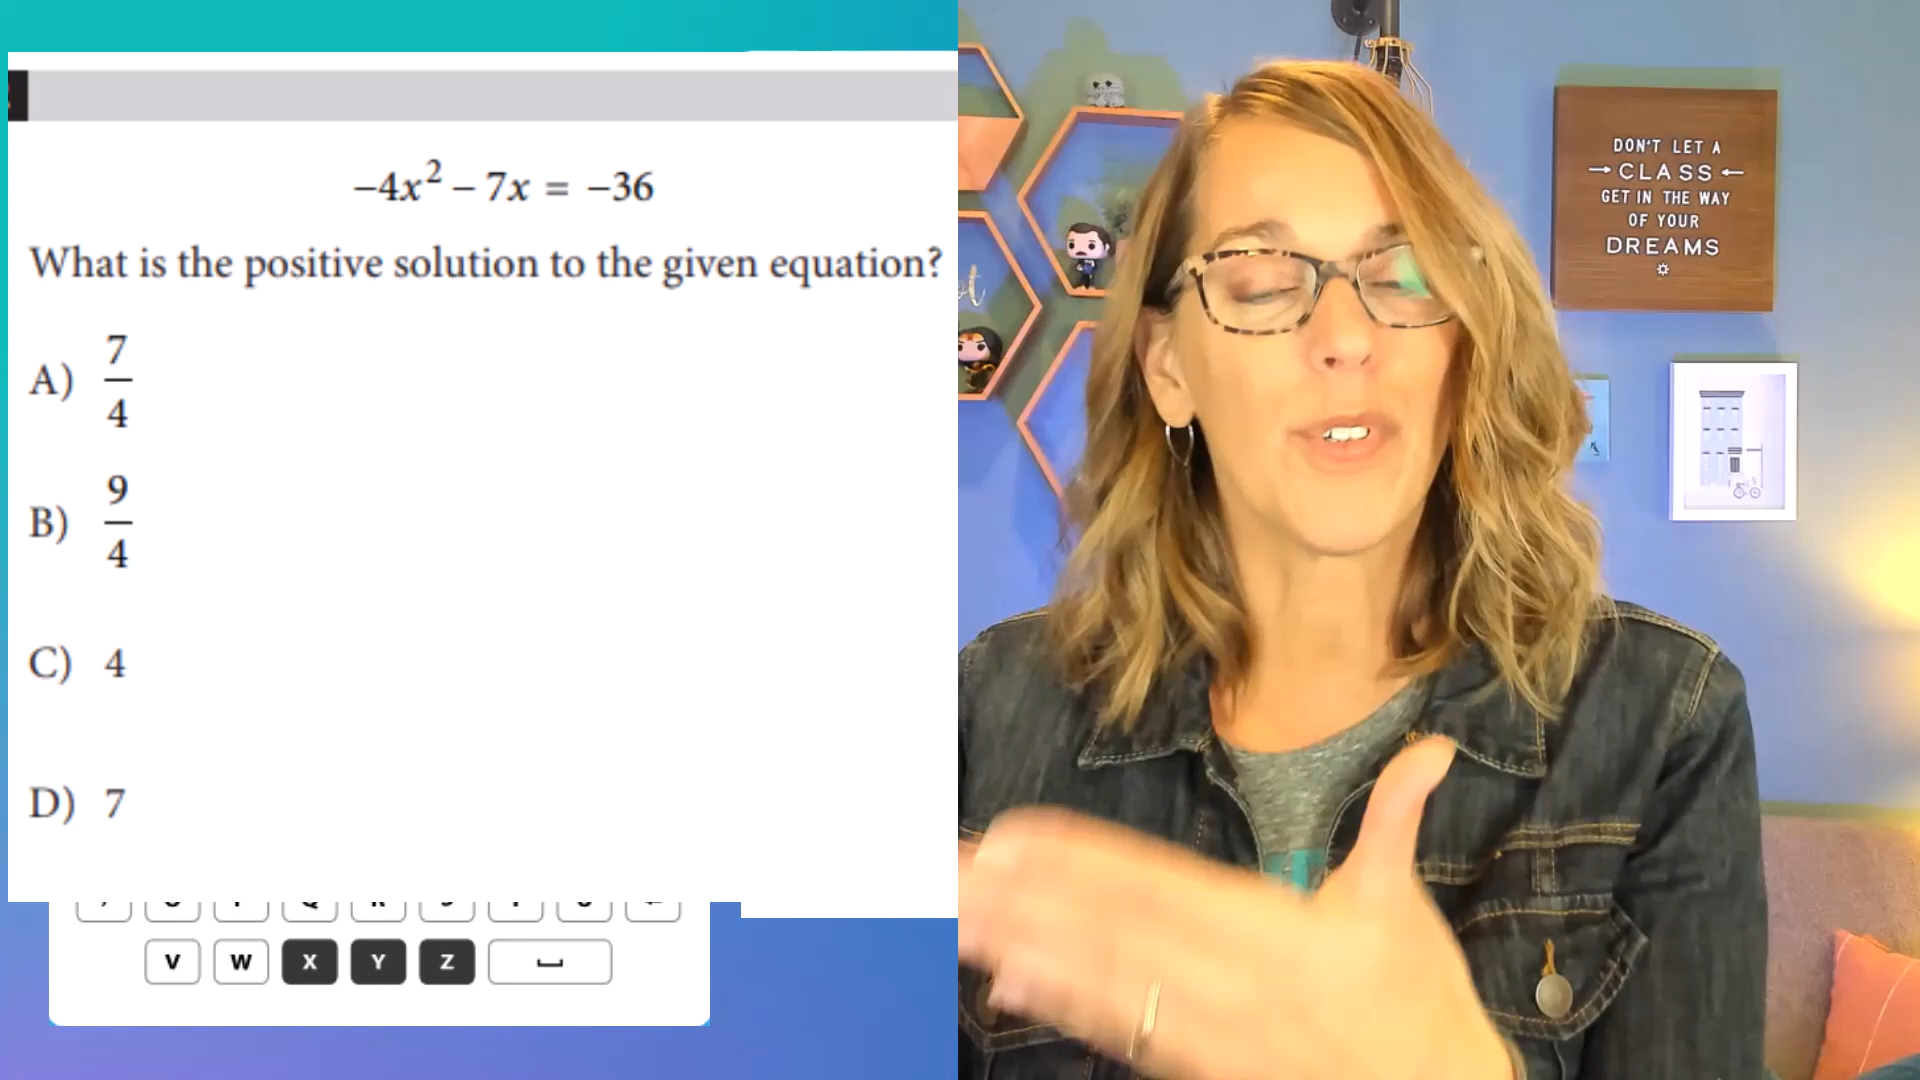 -4x² - 7x = -36
What is the positive solution to the given equation?
A) 7/4
B) 9/4
C) 4
D) 7
V W X Y Z
DON'T LET A
→ CLASS ←
GET IN THE WAY
OF YOUR
DREAMS